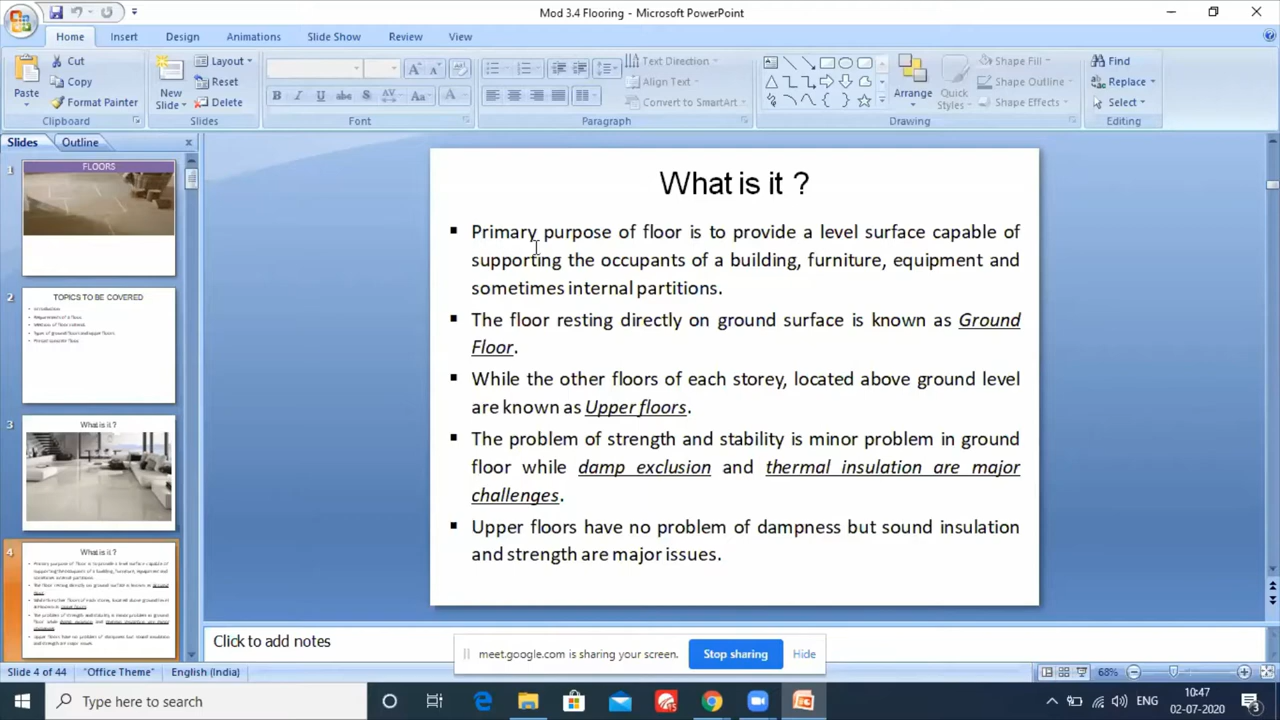 Mod 3.4 Flooring - Microsoft PowerPoint
Home Insert Design Animations Slide Show Review View
Paste Cut Copy Format Painter
New Slide Layout Reset Delete
Text Direction Align Text Convert to SmartArt
Arrange Quick Styles Shape Fill Shape Outline Shape Effects
Find Replace Select
Clipboard Slides Font Paragraph Drawing Editing
Slides Outline
1
FLOORS
2
TOPICS TO BE COVERED
3
What is it ?
4
What is it ?
What is it ?
Primary purpose of floor is to provide a level surface capable of
supporting the occupants of a building, furniture, equipment and
sometimes internal partitions.
The floor resting directly on ground surface is known as Ground
Floor.
While the other floors of each storey, located above ground level
are known as Upper floors.
The problem of strength and stability is minor problem in ground
floor while damp exclusion and thermal insulation are major
challenges.
Upper floors have no problem of dampness but sound insulation
and strength are major issues.
Click to add notes
meet.google.com is sharing your screen. Stop sharing Hide
Slide 4 of 44 "Office Theme" English (India) 68%
Type here to search
ENG 10:47
02-07-2020
3